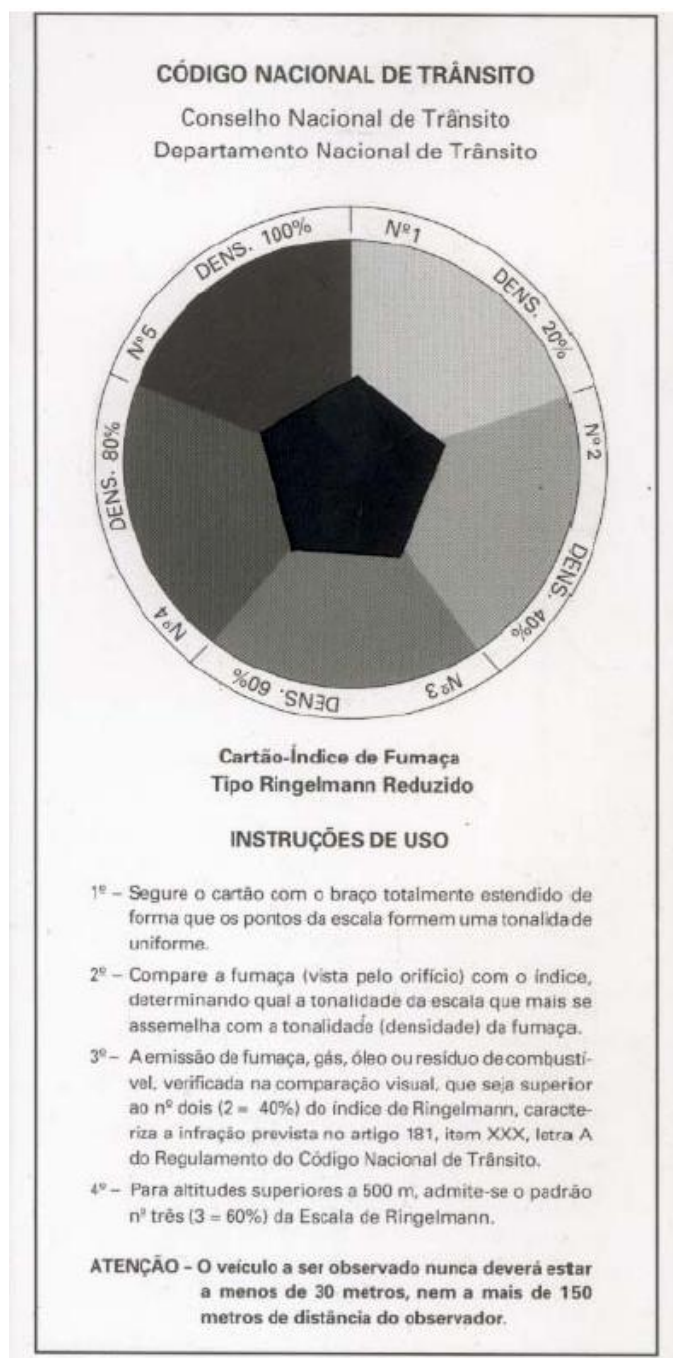 CÓDIGO NACIONAL DE TRÂNSITO
Conselho Nacional de Trânsito
Departamento Nacional de Trânsito
Nº1
DENS. 20%
Nº2
DENS. 40%
Nº3
DENS. 60%
Nº4
DENS. 80%
Nº5
DENS. 100%
Cartão-Índice de Fumaça
Tipo Ringelmann Reduzido
INSTRUÇÕES DE USO
1º – Segure o cartão com o braço totalmente estendido de
forma que os pontos da escala formem uma tonalidade
uniforme.
2º – Compare a fumaça (vista pelo orifício) com o índice,
determinando qual a tonalidade da escala que mais se
assemelha com a tonalidade (densidade) da fumaça.
3º – A emissão de fumaça, gás, óleo ou resíduo de combustí-
vel, verificada na comparação visual, que seja superior
ao nº dois (2 = 40%) do índice de Ringelmann, caracte-
riza a infração prevista no artigo 181, item XXX, letra A
do Regulamento do Código Nacional de Trânsito.
4º – Para altitudes superiores a 500 m, admite-se o padrão
nº três (3 = 60%) da Escala de Ringelmann.
ATENÇÃO – O veículo a ser observado nunca deverá estar
a menos de 30 metros, nem a mais de 150
metros de distância do observador.